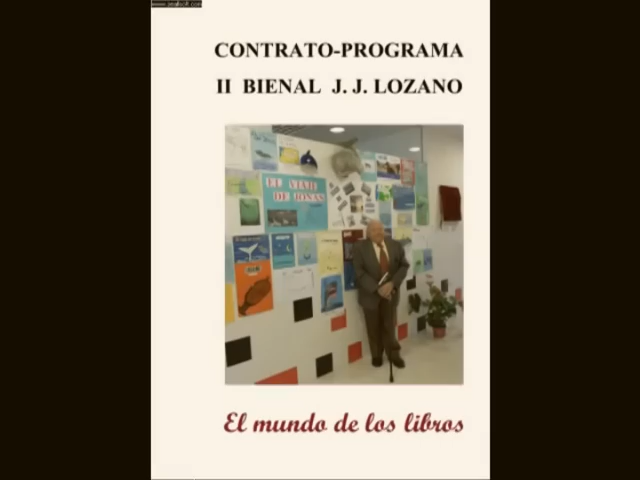 CONTRATO-PROGRAMA
II BIENAL J. J. LOZANO
EL VIAJE
DE JONÁS
El mundo de los libros